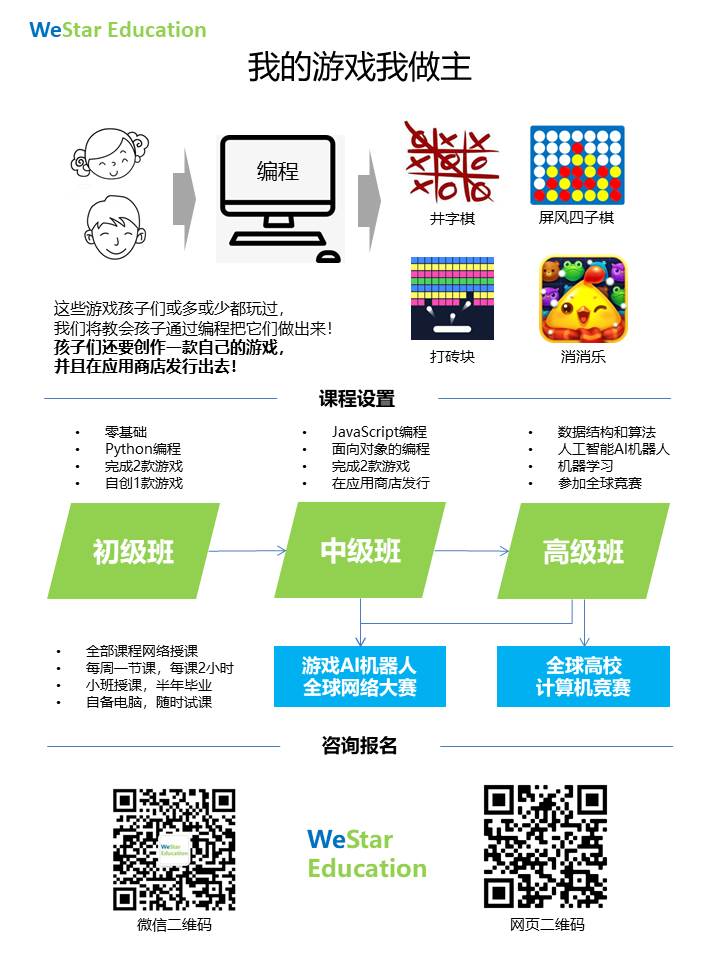 WeStar Education
我的游戏我做主
编程
井字棋
屏风四子棋
打砖块
消消乐
这些游戏孩子们或多或少都玩过，
我们将教会孩子通过编程把它们做出来！
孩子们还要创作一款自己的游戏，
并且在应用商店发行出去！
课程设置
• 零基础
• Python编程
• 完成2款游戏
• 自创1款游戏
• JavaScript编程
• 面向对象的编程
• 完成2款游戏
• 在应用商店发行
• 数据结构和算法
• 人工智能AI机器人
• 机器学习
• 参加全球竞赛
初级班
中级班
高级班
• 全部课程网络授课
• 每周一节课，每课2小时
• 小班授课，半年毕业
• 自备电脑，随时试课
游戏AI机器人
全球网络大赛
全球高校
计算机竞赛
咨询报名
WeStar
Education
微信二维码
WeStar
Education
网页二维码